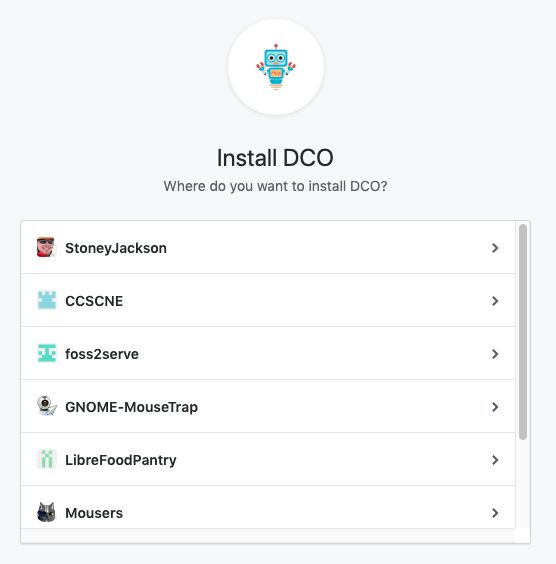 Install DCO
Where do you want to install DCO?
StoneyJackson
CCSCNE
foss2serve
GNOME-MouseTrap
LibreFoodPantry
Mousers